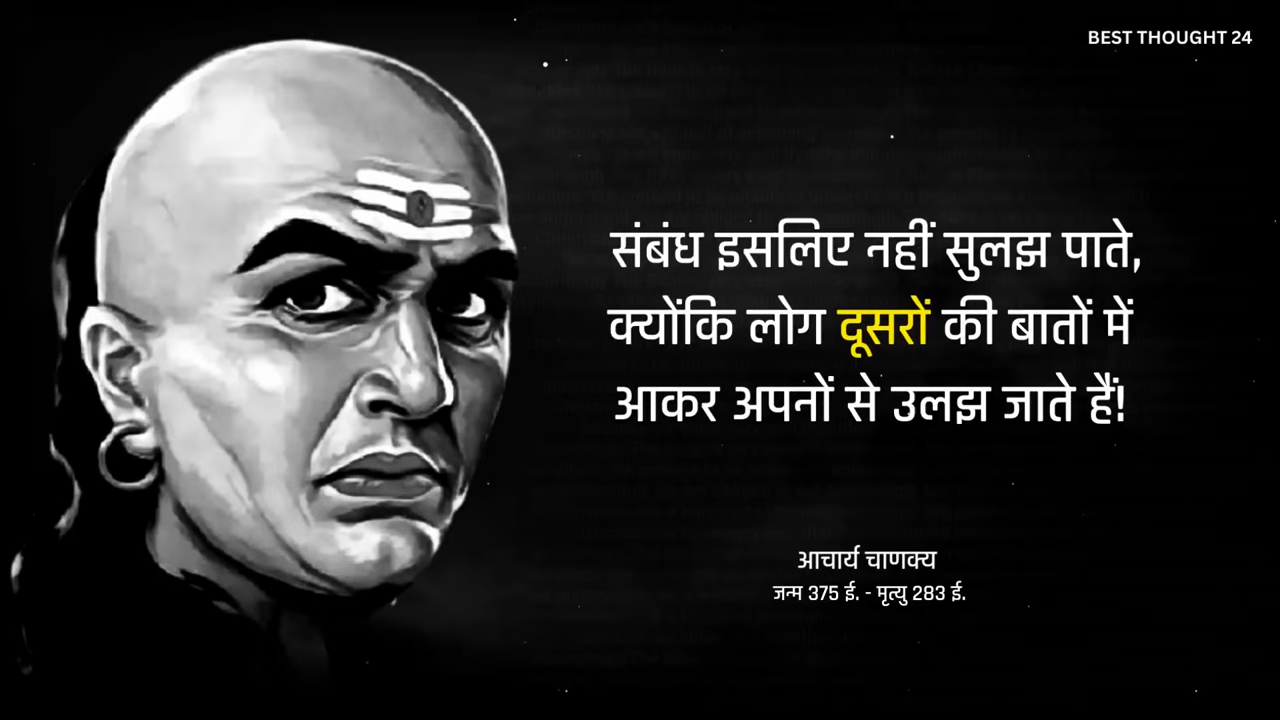 BEST THOUGHT 24
संबंध इसलिए नहीं सुलझ पाते,
क्योंकि लोग दूसरों की बातों में
आकर अपनों से उलझ जाते हैं!
आचार्य चाणक्य
जन्म 375 ई. - मृत्यु 283 ई.